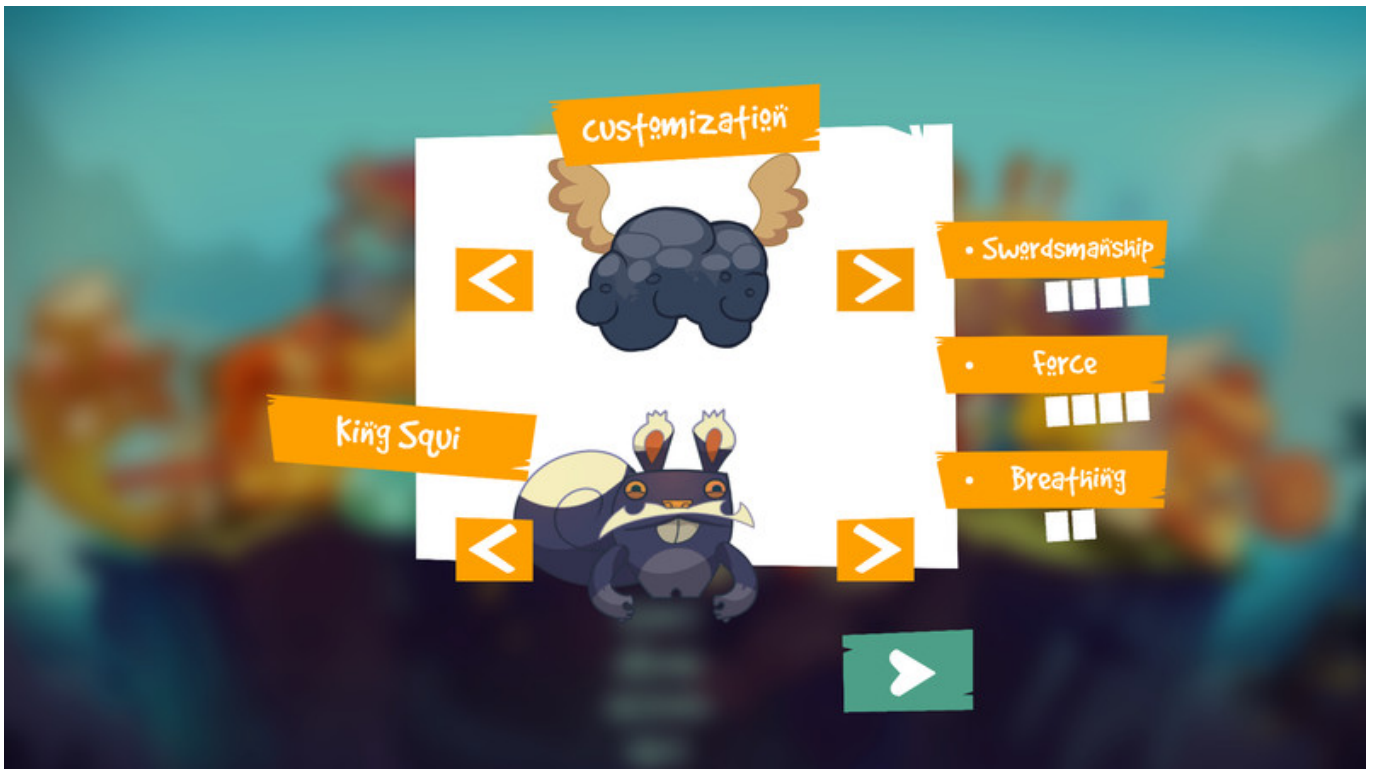 Customization
King Squi
• Swordsmanship
• Force
• Breathing